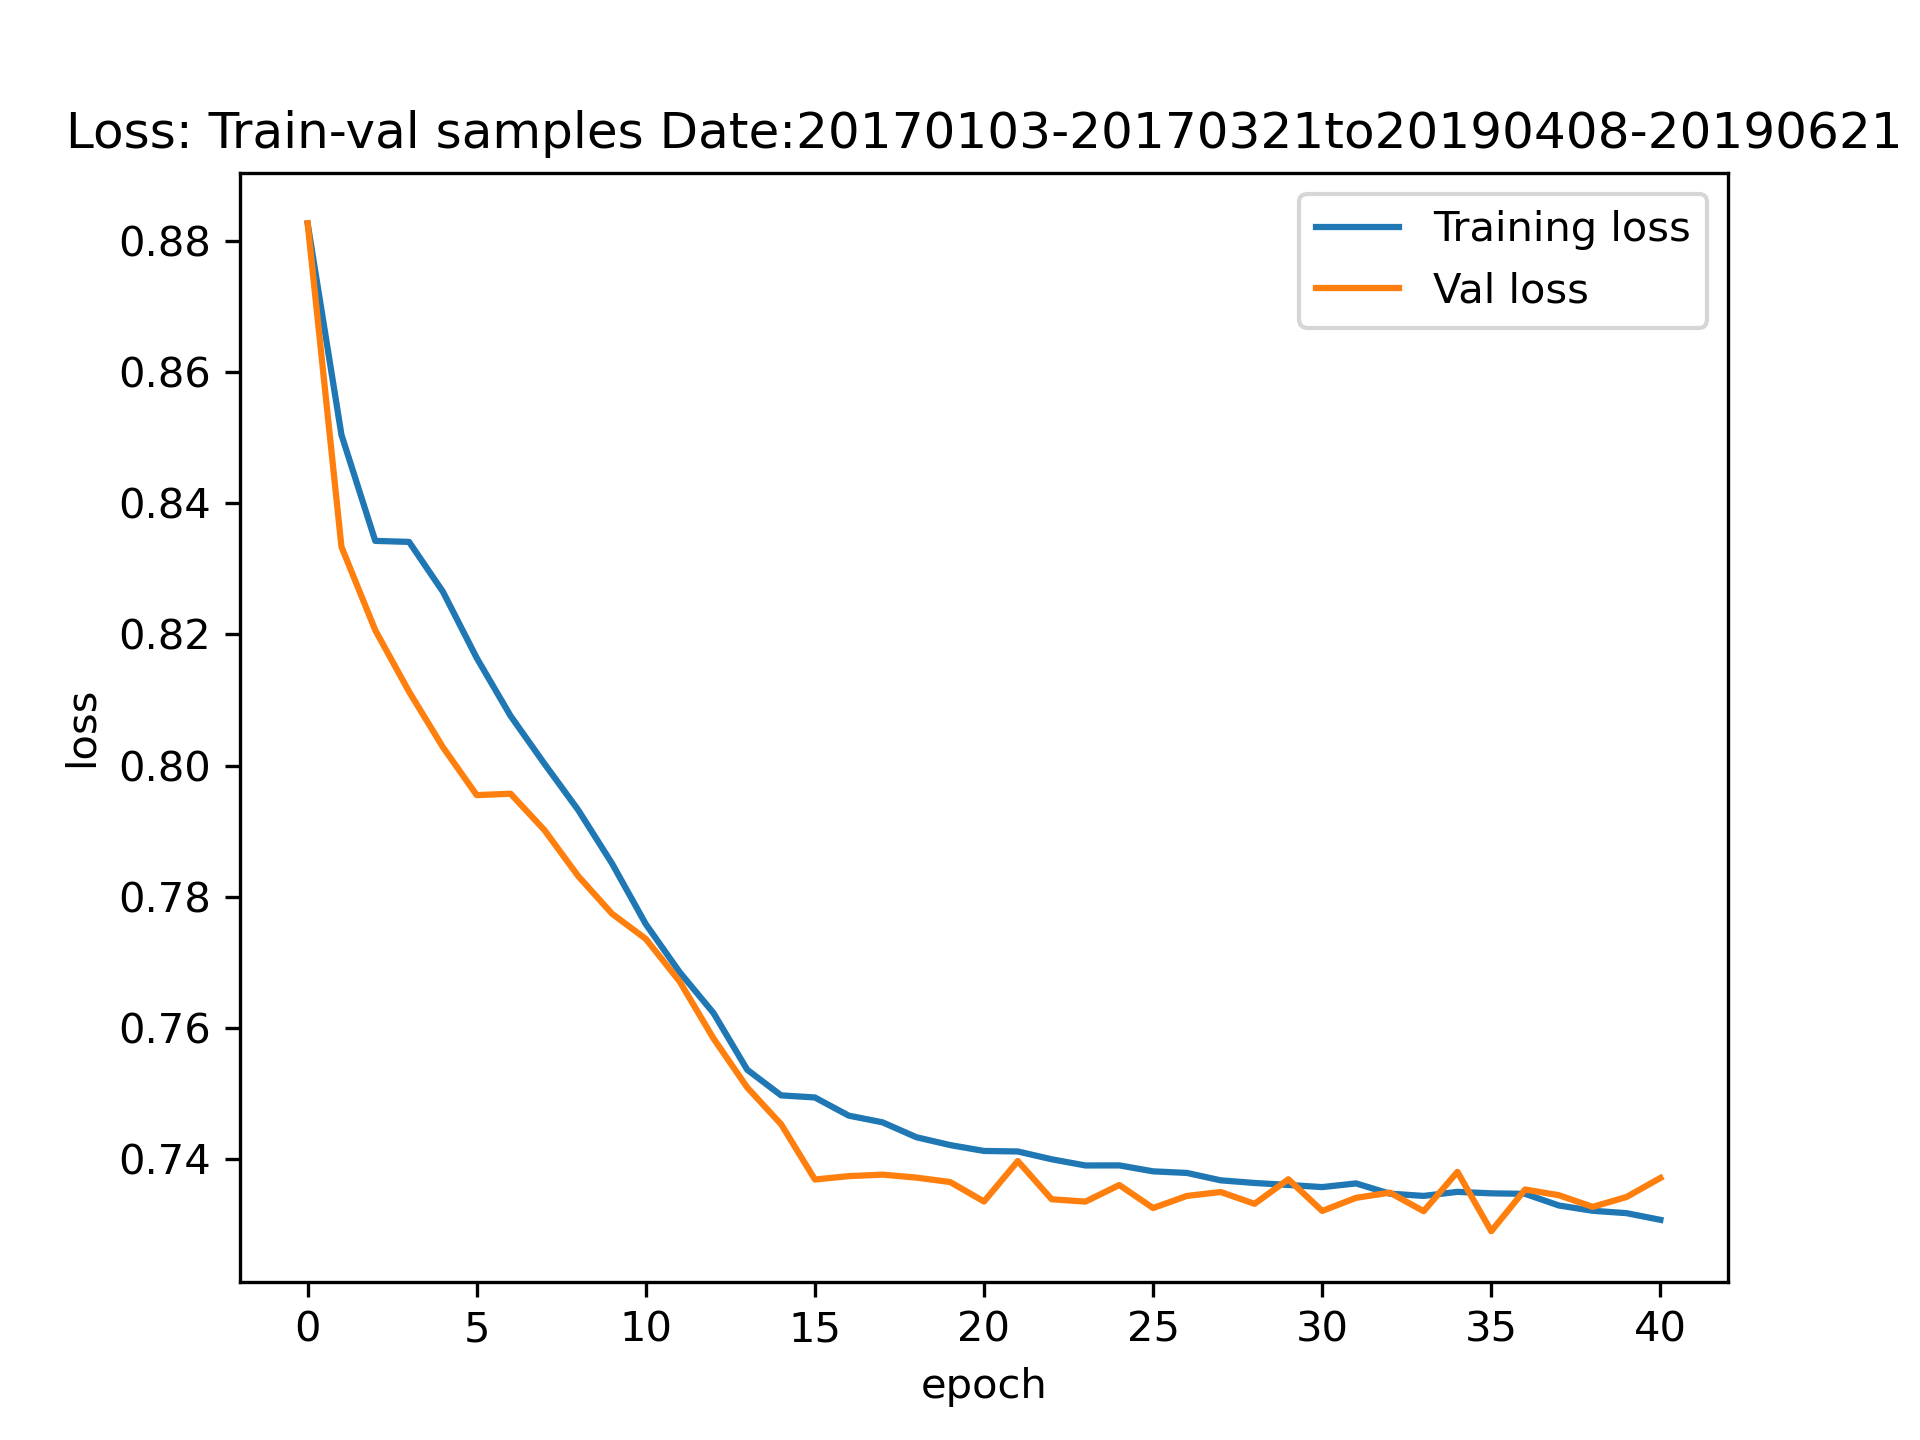 Loss: Train-val samples Date:20170103-20170321to20190408-20190621
Training loss
Val loss
0.88
0.86
0.84
0.82
0.80
0.78
0.76
0.74
loss
0 5 10 15 20 25 30 35 40
epoch